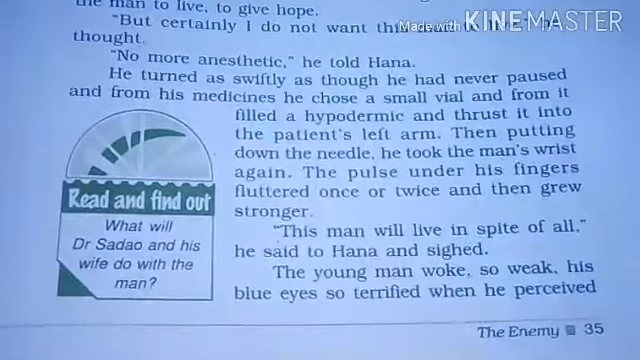 the man to live, to give hope.
"But certainly I do not want this
thought.
Made with KINEMASTER
"No more anesthetic," he told Hana.
He turned as swiftly as though he had never paused
and from his medicines he chose a small vial and from it
filled a hypodermic and thrust it into
the patient's left arm. Then putting
down the needle, he took the man's wrist
again. The pulse under his fingers
fluttered once or twice and then grew
stronger.
"This man will live in spite of all,"
he said to Hana and sighed.
The young man woke, so weak, his
blue eyes so terrified when he perceived
Read and find out
What will
Dr Sadao and his
wife do with the
man?
The Enemy 35